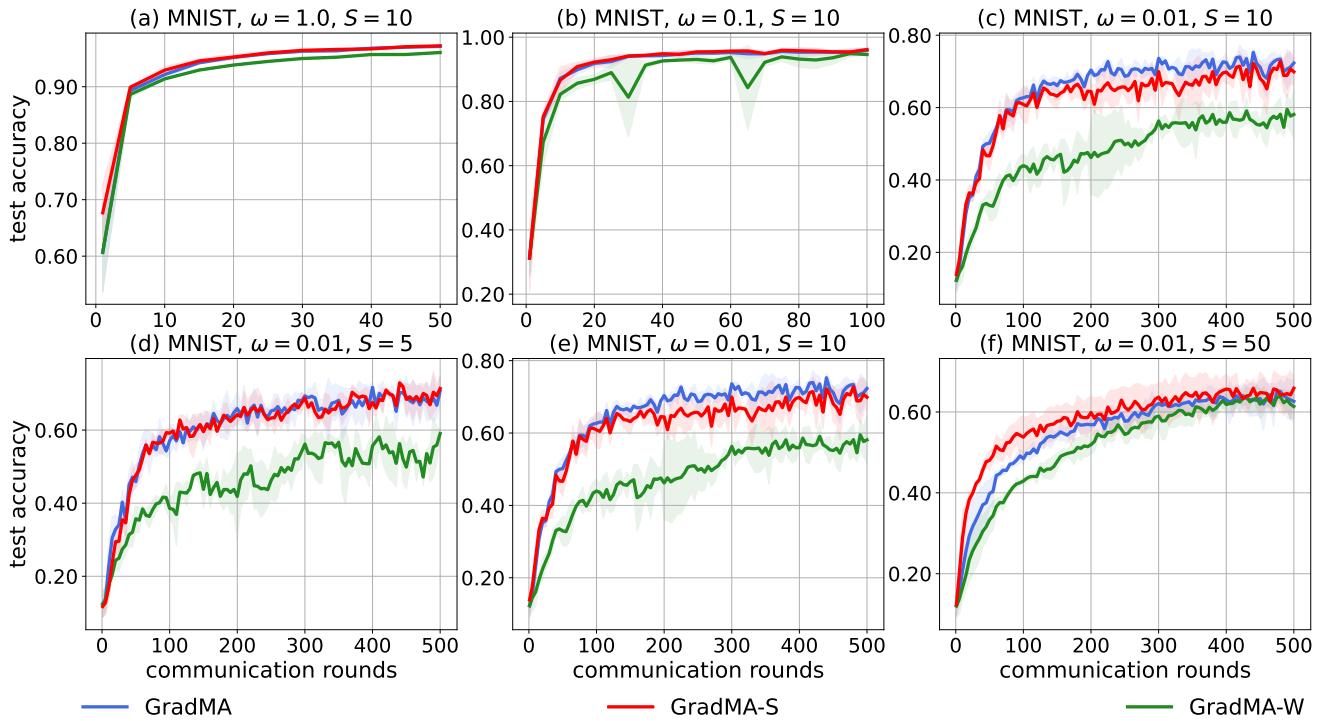 (a) MNIST, ω = 1.0, S = 10
(b) MNIST, ω = 0.1, S = 10
(c) MNIST, ω = 0.01, S = 10
test accuracy
0.90
0.80
0.70
0.60
0 10 20 30 40 50
1.00
0.80
0.60
0.40
0.20
0 20 40 60 80 100
0.80
0.60
0.40
0.20
0 100 200 300 400 500
(d) MNIST, ω = 0.01, S = 5
(e) MNIST, ω = 0.01, S = 10
(f) MNIST, ω = 0.01, S = 50
test accuracy
0.60
0.40
0.20
0 100 200 300 400 500
communication rounds
0.80
0.60
0.40
0.20
0 100 200 300 400 500
communication rounds
0.60
0.40
0.20
0 100 200 300 400 500
communication rounds
GradMA
GradMA-S
GradMA-W